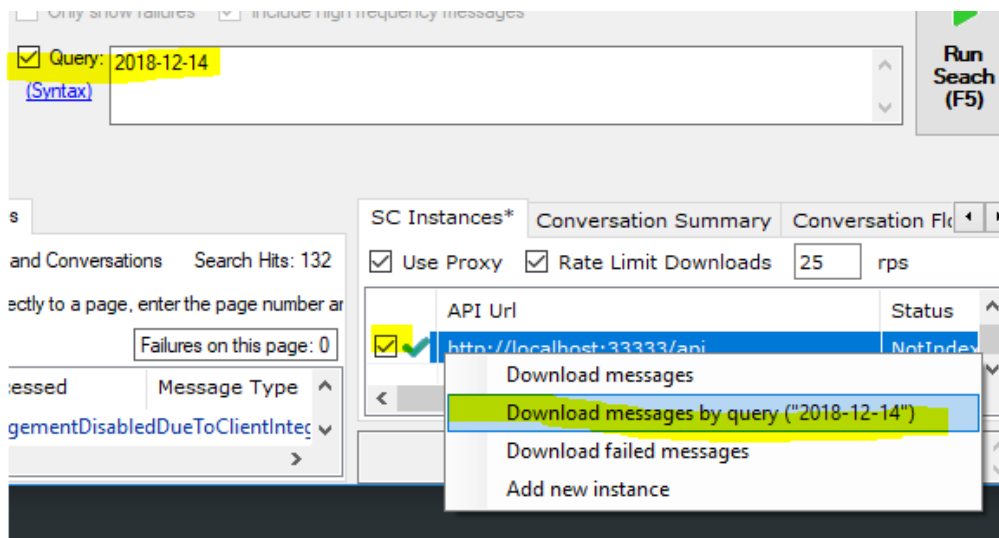 Only show failures Include high frequency messages
Query: 2018-12-14
(Syntax)
Run
Seach
(F5)
s
SC Instances* Conversation Summary Conversation Flo
and Conversations Search Hits: 132
Use Proxy Rate Limit Downloads 25 rps
ectly to a page, enter the page number an
API Url Status
Failures on this page: 0
http://localhost:33333/api NotIndex
essed Message Type
Download messages
Download messages by query ("2018-12-14")
gementDisabledDueToClientInteg
Download failed messages
Add new instance